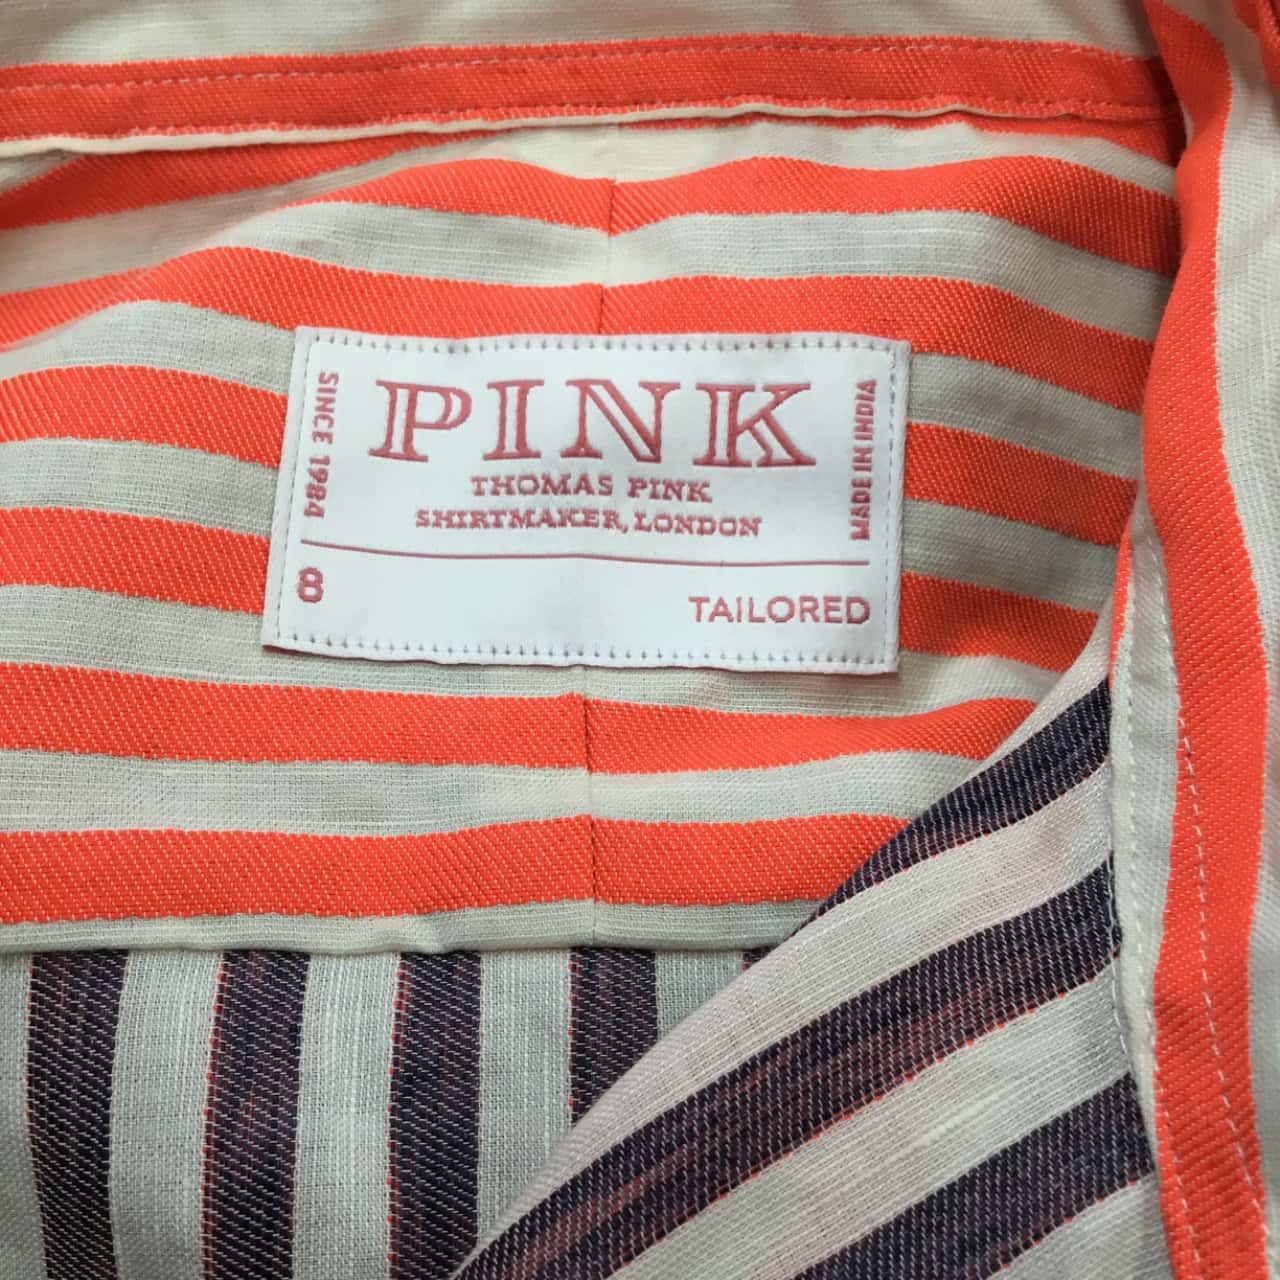 SINCE 1984
PINK
THOMAS PINK
SHIRTMAKER, LONDON
MADE IN INDIA
8
TAILORED